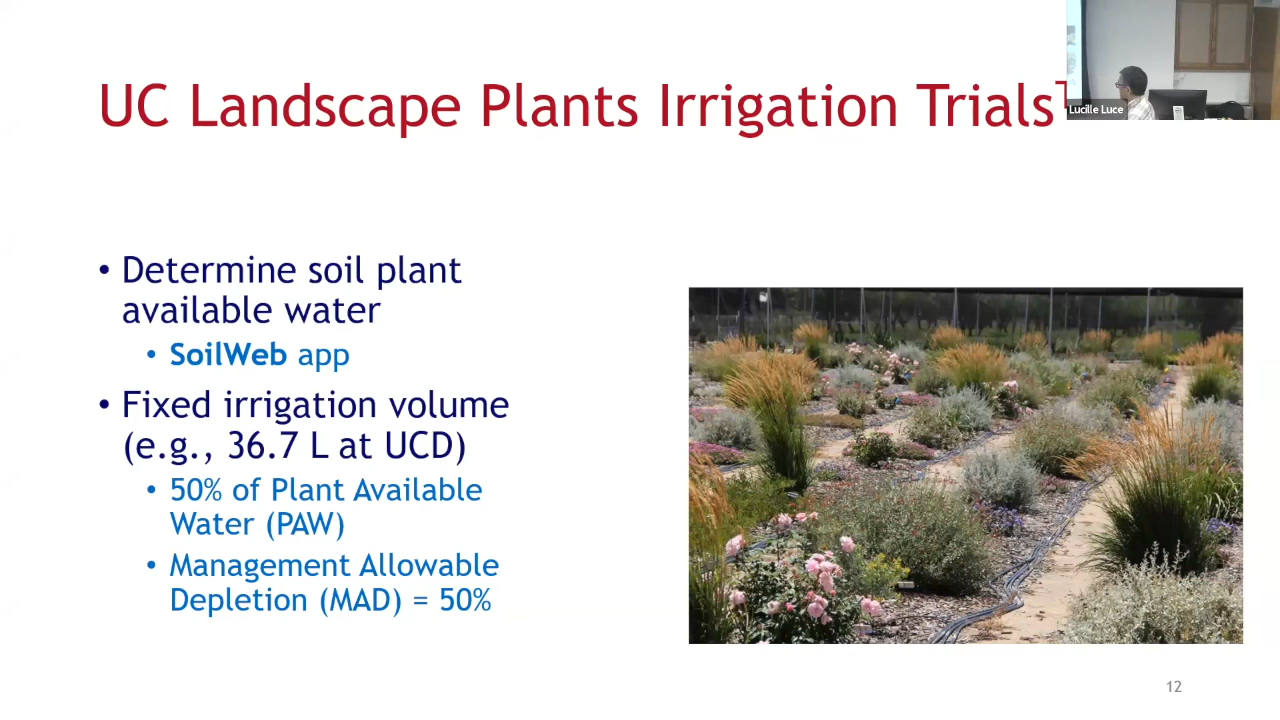 UC Landscape Plants Irrigation Trials
Lucille Luce
• Determine soil plant
available water
• SoilWeb app
• Fixed irrigation volume
(e.g., 36.7 L at UCD)
• 50% of Plant Available
Water (PAW)
• Management Allowable
Depletion (MAD) = 50%
12